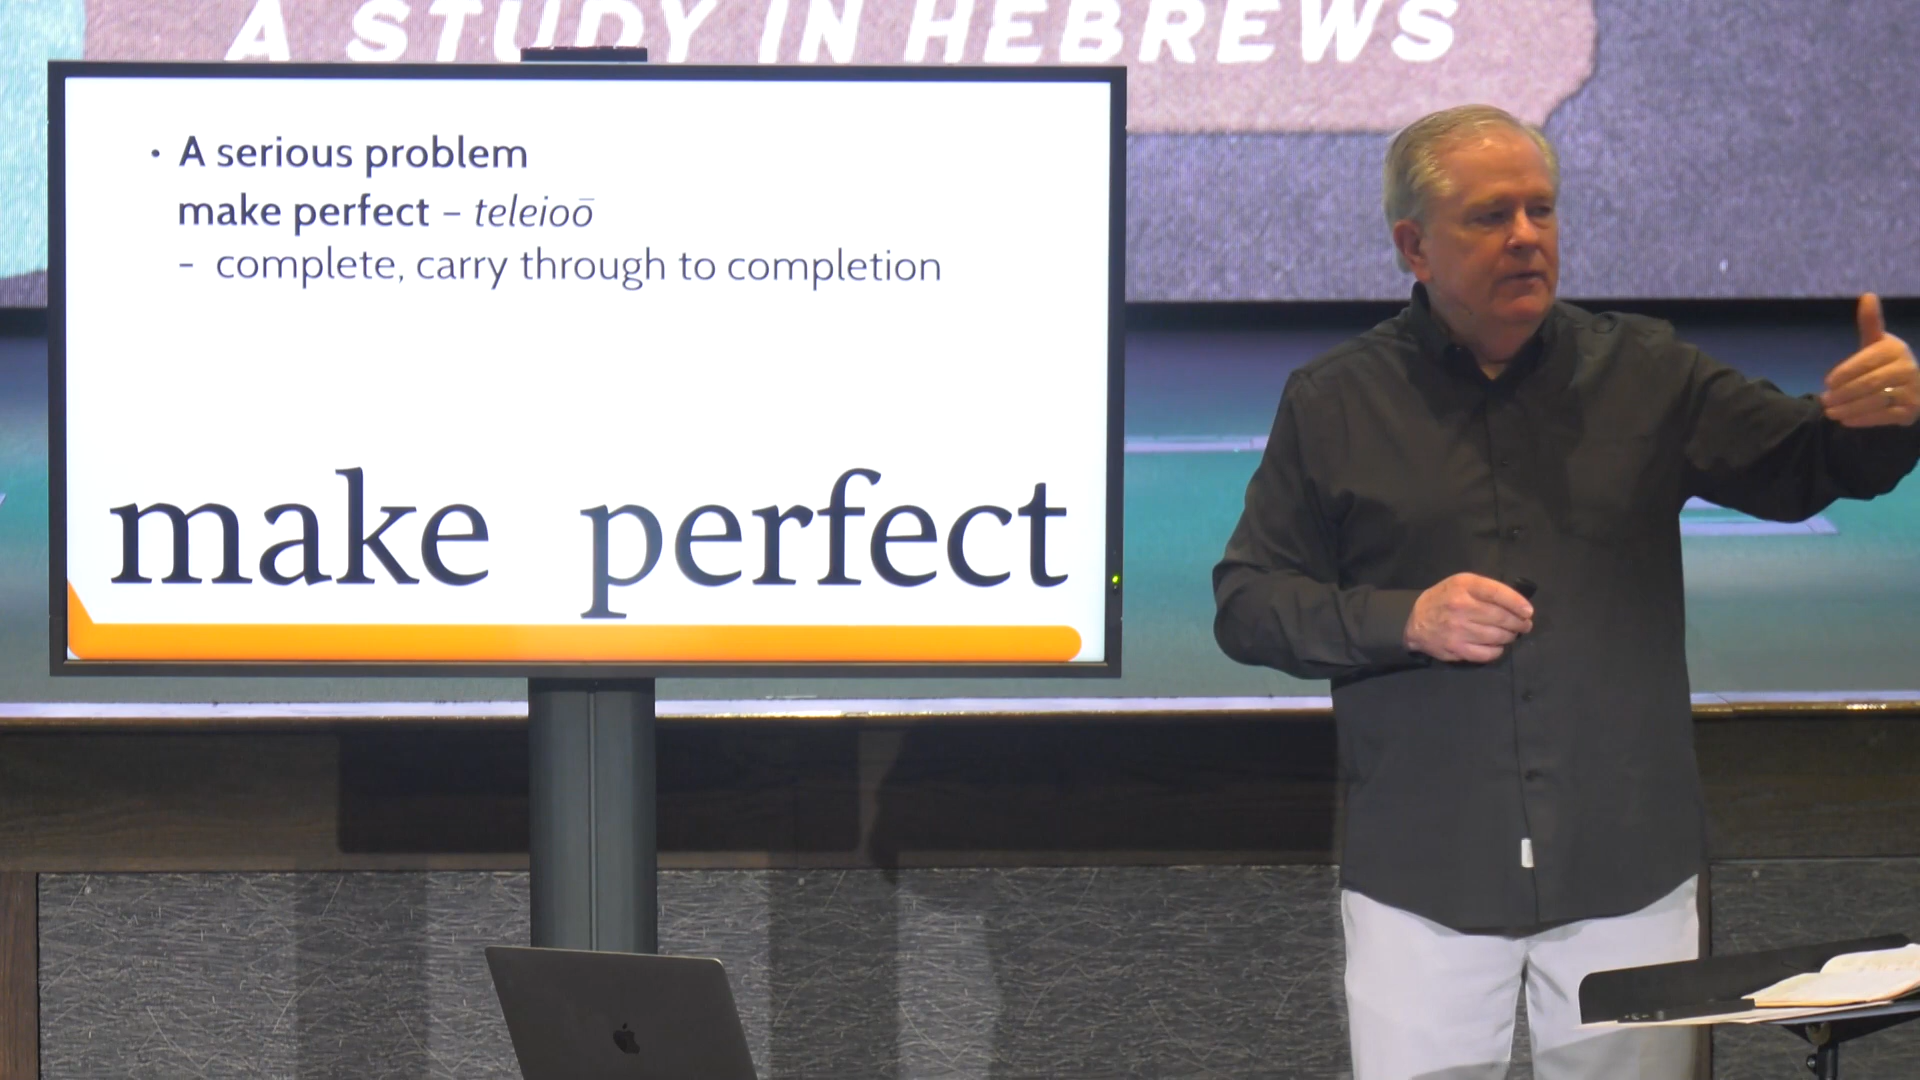 A STUDY IN HEBREWS
• A serious problem
make perfect – teleioō
- complete, carry through to completion
make perfect